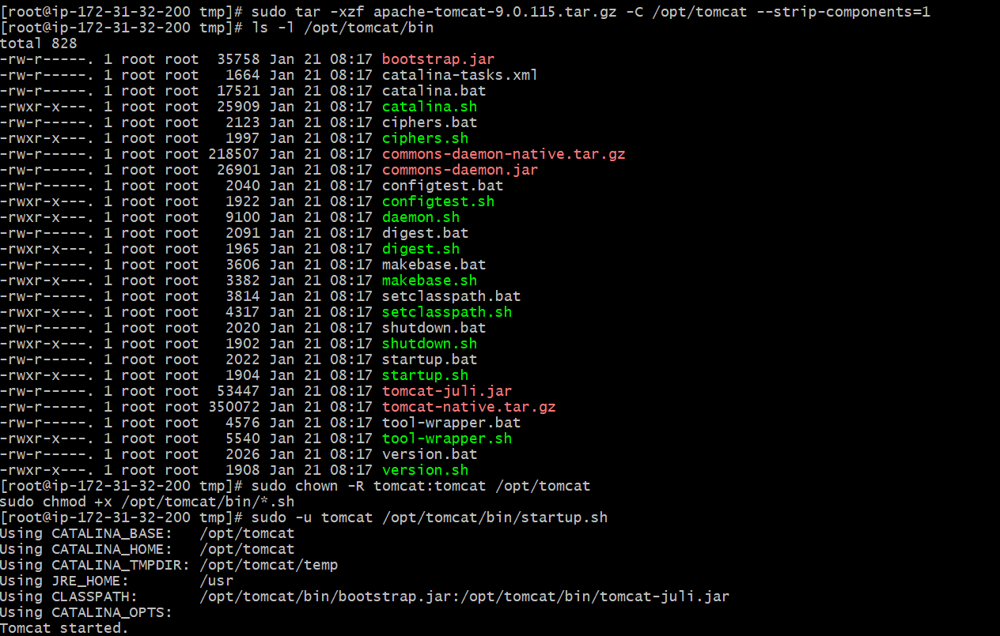 [root@ip-172-31-32-200 tmp]# sudo tar -xzf apache-tomcat-9.0.115.tar.gz -C /opt/tomcat --strip-components=1
[root@ip-172-31-32-200 tmp]# ls -l /opt/tomcat/bin
total 828
-rw-r-----. 1 root root  35758 Jan 21 08:17 bootstrap.jar
-rw-r-----. 1 root root   1664 Jan 21 08:17 catalina-tasks.xml
-rw-r-----. 1 root root  17521 Jan 21 08:17 catalina.bat
-rwxr-x---. 1 root root  25909 Jan 21 08:17 catalina.sh
-rw-r-----. 1 root root   2123 Jan 21 08:17 ciphers.bat
-rwxr-x---. 1 root root   1997 Jan 21 08:17 ciphers.sh
-rw-r-----. 1 root root 218507 Jan 21 08:17 commons-daemon-native.tar.gz
-rw-r-----. 1 root root  26901 Jan 21 08:17 commons-daemon.jar
-rw-r-----. 1 root root   2040 Jan 21 08:17 configtest.bat
-rwxr-x---. 1 root root   1922 Jan 21 08:17 configtest.sh
-rwxr-x---. 1 root root   9100 Jan 21 08:17 daemon.sh
-rw-r-----. 1 root root   2091 Jan 21 08:17 digest.bat
-rwxr-x---. 1 root root   1965 Jan 21 08:17 digest.sh
-rw-r-----. 1 root root   3606 Jan 21 08:17 makebase.bat
-rwxr-x---. 1 root root   3382 Jan 21 08:17 makebase.sh
-rw-r-----. 1 root root   3814 Jan 21 08:17 setclasspath.bat
-rwxr-x---. 1 root root   4317 Jan 21 08:17 setclasspath.sh
-rw-r-----. 1 root root   2020 Jan 21 08:17 shutdown.bat
-rwxr-x---. 1 root root   1902 Jan 21 08:17 shutdown.sh
-rw-r-----. 1 root root   2022 Jan 21 08:17 startup.bat
-rwxr-x---. 1 root root   1904 Jan 21 08:17 startup.sh
-rw-r-----. 1 root root  53447 Jan 21 08:17 tomcat-juli.jar
-rw-r-----. 1 root root 350072 Jan 21 08:17 tomcat-native.tar.gz
-rw-r-----. 1 root root   4576 Jan 21 08:17 tool-wrapper.bat
-rwxr-x---. 1 root root   5540 Jan 21 08:17 tool-wrapper.sh
-rw-r-----. 1 root root   2026 Jan 21 08:17 version.bat
-rwxr-x---. 1 root root   1908 Jan 21 08:17 version.sh
[root@ip-172-31-32-200 tmp]# sudo chown -R tomcat:tomcat /opt/tomcat
sudo chmod +x /opt/tomcat/bin/*.sh
[root@ip-172-31-32-200 tmp]# sudo -u tomcat /opt/tomcat/bin/startup.sh
Using CATALINA_BASE:   /opt/tomcat
Using CATALINA_HOME:   /opt/tomcat
Using CATALINA_TMPDIR: /opt/tomcat/temp
Using JRE_HOME:        /usr
Using CLASSPATH:       /opt/tomcat/bin/bootstrap.jar:/opt/tomcat/bin/tomcat-juli.jar
Using CATALINA_OPTS:
Tomcat started.